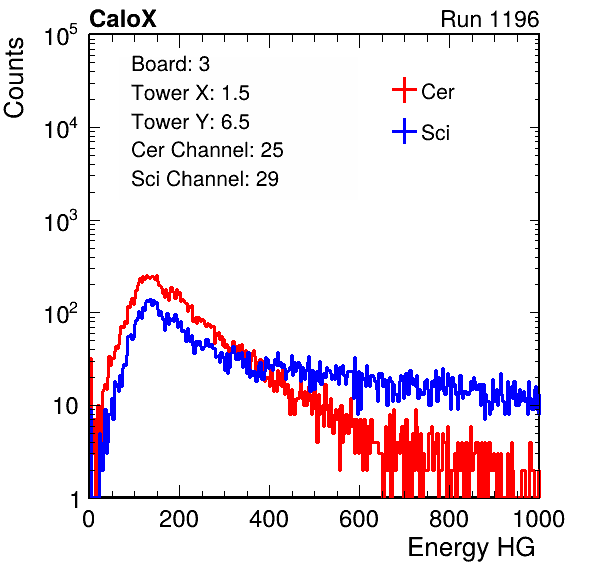 CaloX Run 1196
Counts
10^5
10^4
10^3
10^2
10
1
Board: 3
Tower X: 1.5
Tower Y: 6.5
Cer Channel: 25
Sci Channel: 29
Cer
Sci
0 200 400 600 800 1000
Energy HG